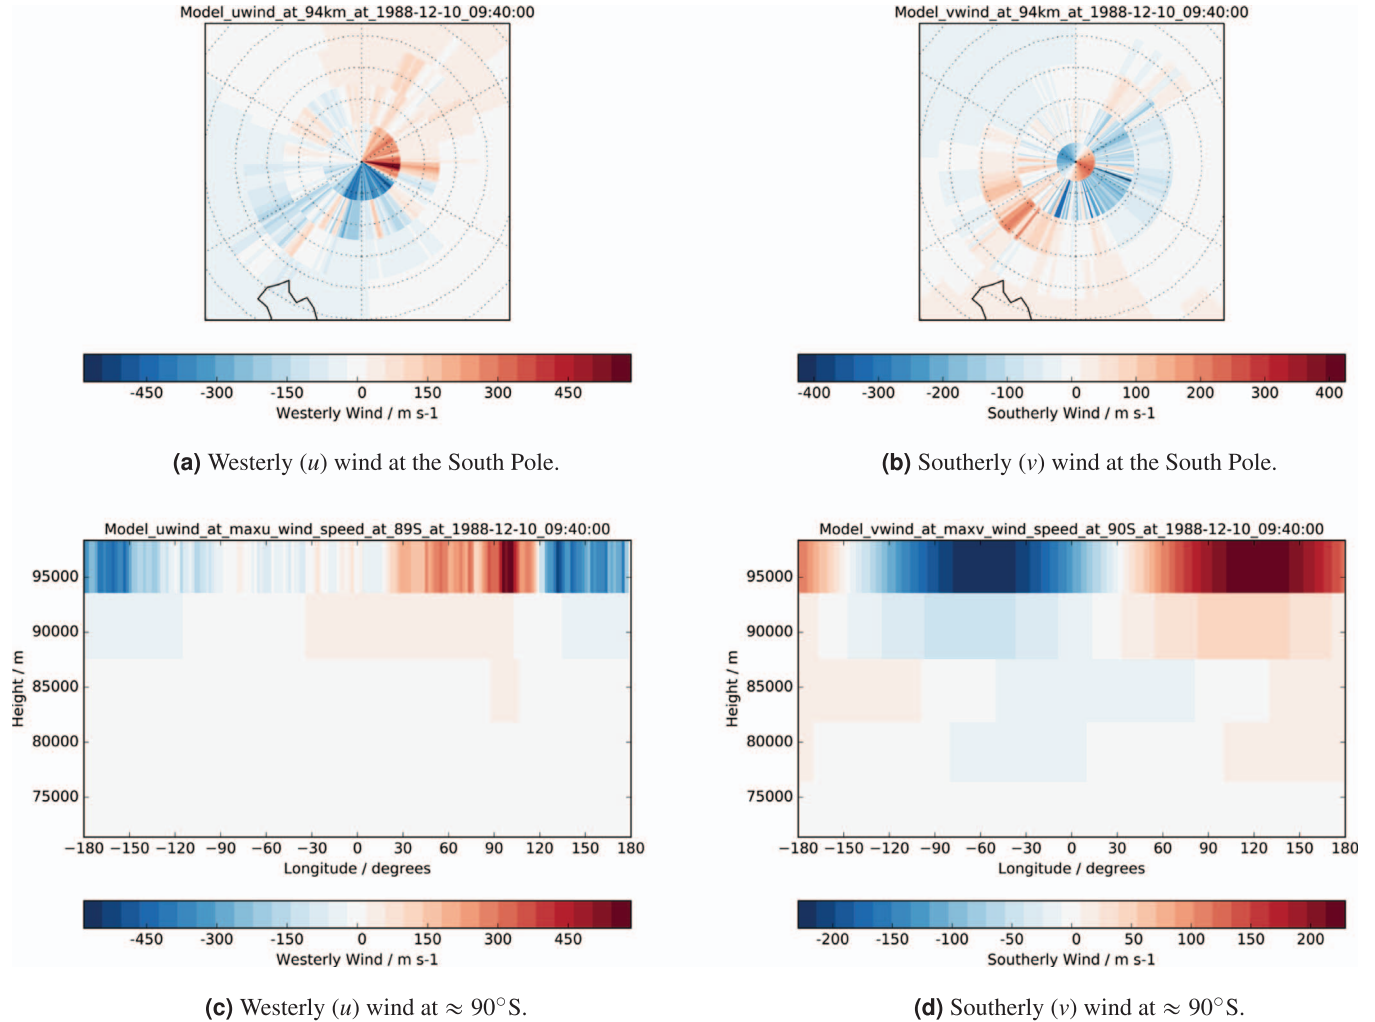 Model_uwind_at_94km_at_1988-12-10_09:40:00
-450 -300 -150 0 150 300 450
Westerly Wind / m s-1
(a) Westerly (u) wind at the South Pole.
Model_vwind_at_94km_at_1988-12-10_09:40:00
-400 -300 -200 -100 0 100 200 300 400
Southerly Wind / m s-1
(b) Southerly (v) wind at the South Pole.
Model_uwind_at_maxu_wind_speed_at_89S_at_1988-12-10_09:40:00
Height / m
95000
90000
85000
80000
75000
−180 −150 −120 −90 −60 −30 0 30 60 90 120 150 180
Longitude / degrees
-450 -300 -150 0 150 300 450
Westerly Wind / m s-1
(c) Westerly (u) wind at ≈ 90°S.
Model_vwind_at_maxv_wind_speed_at_90S_at_1988-12-10_09:40:00
Height / m
95000
90000
85000
80000
75000
−180 −150 −120 −90 −60 −30 0 30 60 90 120 150 180
Longitude / degrees
-200 -150 -100 -50 0 50 100 150 200
Southerly Wind / m s-1
(d) Southerly (v) wind at ≈ 90°S.